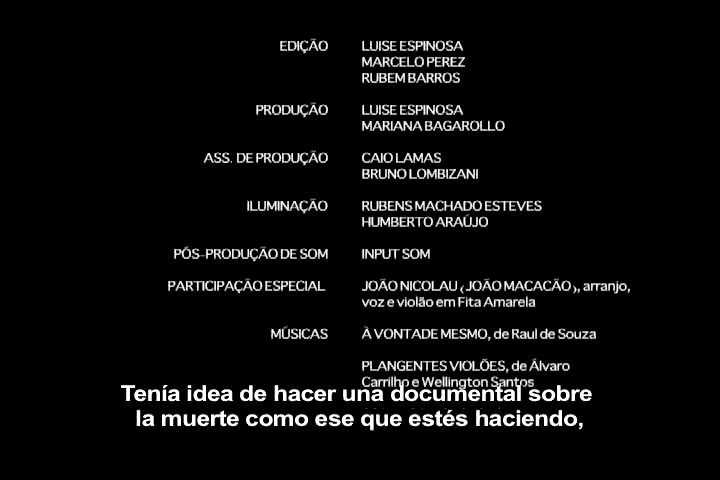 EDIÇÃO LUISE ESPINOSA
MARCELO PEREZ
RUBEM BARROS
PRODUÇÃO LUISE ESPINOSA
MARIANA BAGAROLLO
ASS. DE PRODUÇÃO CAIO LAMAS
BRUNO LOMBIZANI
ILUMINAÇÃO RUBENS MACHADO ESTEVES
HUMBERTO ARAÚJO
PÓS-PRODUÇÃO DE SOM INPUT SOM
PARTICIPAÇÃO ESPECIAL JOÃO NICOLAU (JOÃO MACACÃO), arranjo,
voz e violão em Fita Amarela
MÚSICAS À VONTADE MESMO, de Raul de Souza
PLANGENTES VIOLÕES, de Álvaro
Carrilho e Wellington Santos
Tenía idea de hacer una documental sobre
la muerte como ese que estés haciendo,